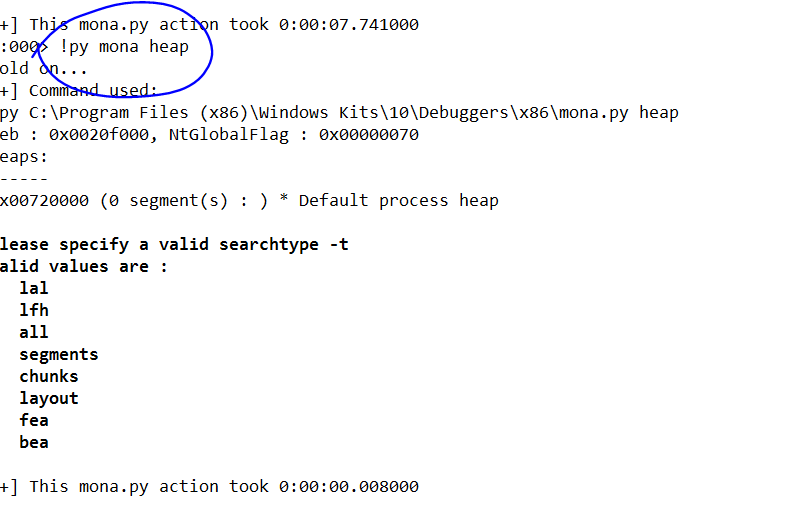 +] This mona.py action took 0:00:07.741000
:000> !py mona heap
old on...
+] Command used:
py C:\Program Files (x86)\Windows Kits\10\Debuggers\x86\mona.py heap
eb : 0x0020f000, NtGlobalFlag : 0x00000070
eaps:
-----
x00720000 (0 segment(s) : ) * Default process heap
lease specify a valid searchtype -t
alid values are :
lal
lfh
all
segments
chunks
layout
fea
bea
+] This mona.py action took 0:00:00.008000